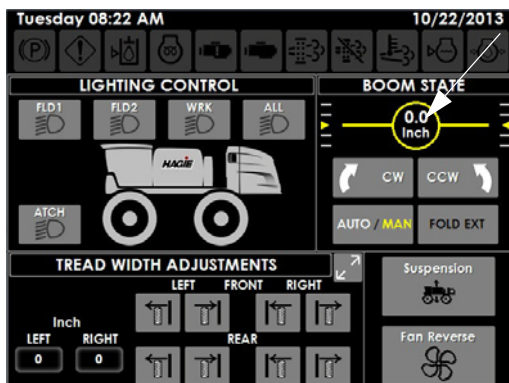 Tuesday 08:22 AM 10/22/2013
(P)
LIGHTING CONTROL BOOM STATE
FLD1 FLD2 WRK ALL
0.0
Inch
HAGIE
CW CCW
ATCH
AUTO / MAN FOLD EXT
TREAD WIDTH ADJUSTMENTS
Suspension
LEFT FRONT RIGHT
Inch
LEFT RIGHT
REAR
Fan Reverse
0 0